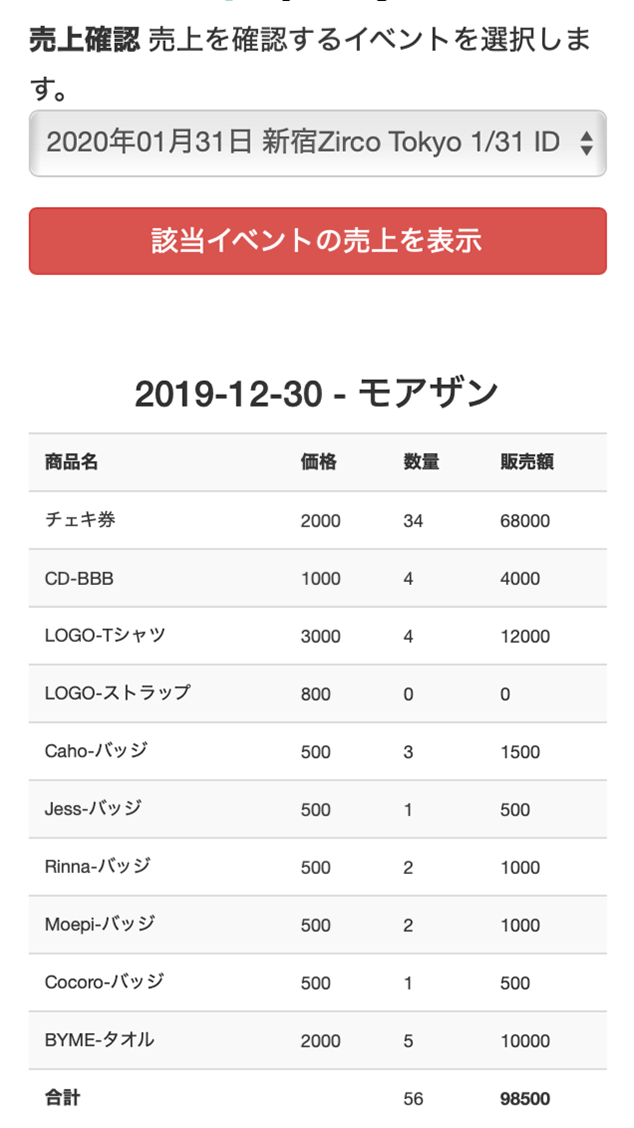 売上確認 売上を確認するイベントを選択しま
す。
2020年01月31日 新宿Zirco Tokyo 1/31 ID
該当イベントの売上を表示
2019-12-30 - モアザン
商品名 価格 数量 販売額
チェキ券 2000 34 68000
CD-BBB 1000 4 4000
LOGO-Tシャツ 3000 4 12000
LOGO-ストラップ 800 0 0
Caho-バッジ 500 3 1500
Jess-バッジ 500 1 500
Rinna-バッジ 500 2 1000
Moepi-バッジ 500 2 1000
Cocoro-バッジ 500 1 500
BYME-タオル 2000 5 10000
合計 56 98500